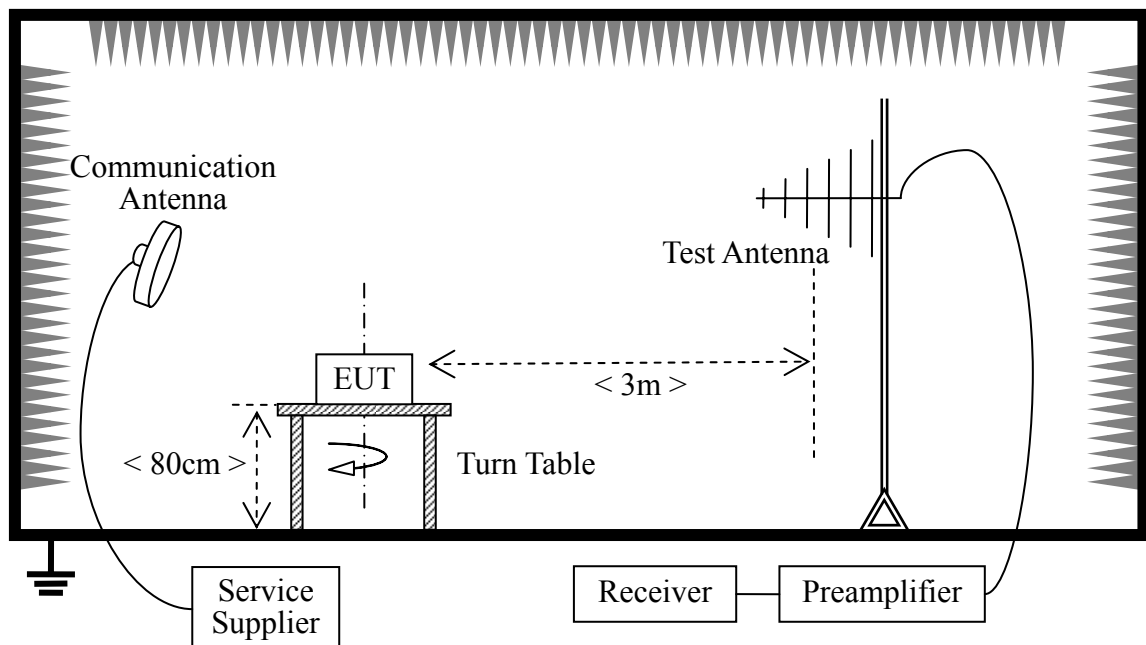 Communication
Antenna
Test Antenna
EUT
< 3m >
< 80cm >
Turn Table
Service
Supplier
Receiver
Preamplifier